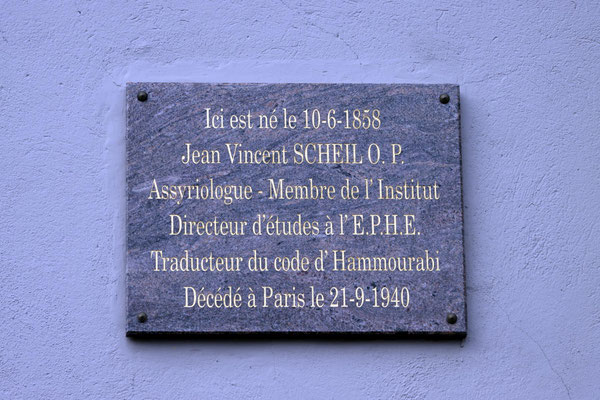 Ici est né le 10-6-1858
Jean Vincent SCHEIL O. P.
Assyriologue - Membre de l' Institut
Directeur d'études à l' E.P.H.E.
Traducteur du code d' Hammourabi
Décédé à Paris le 21-9-1940